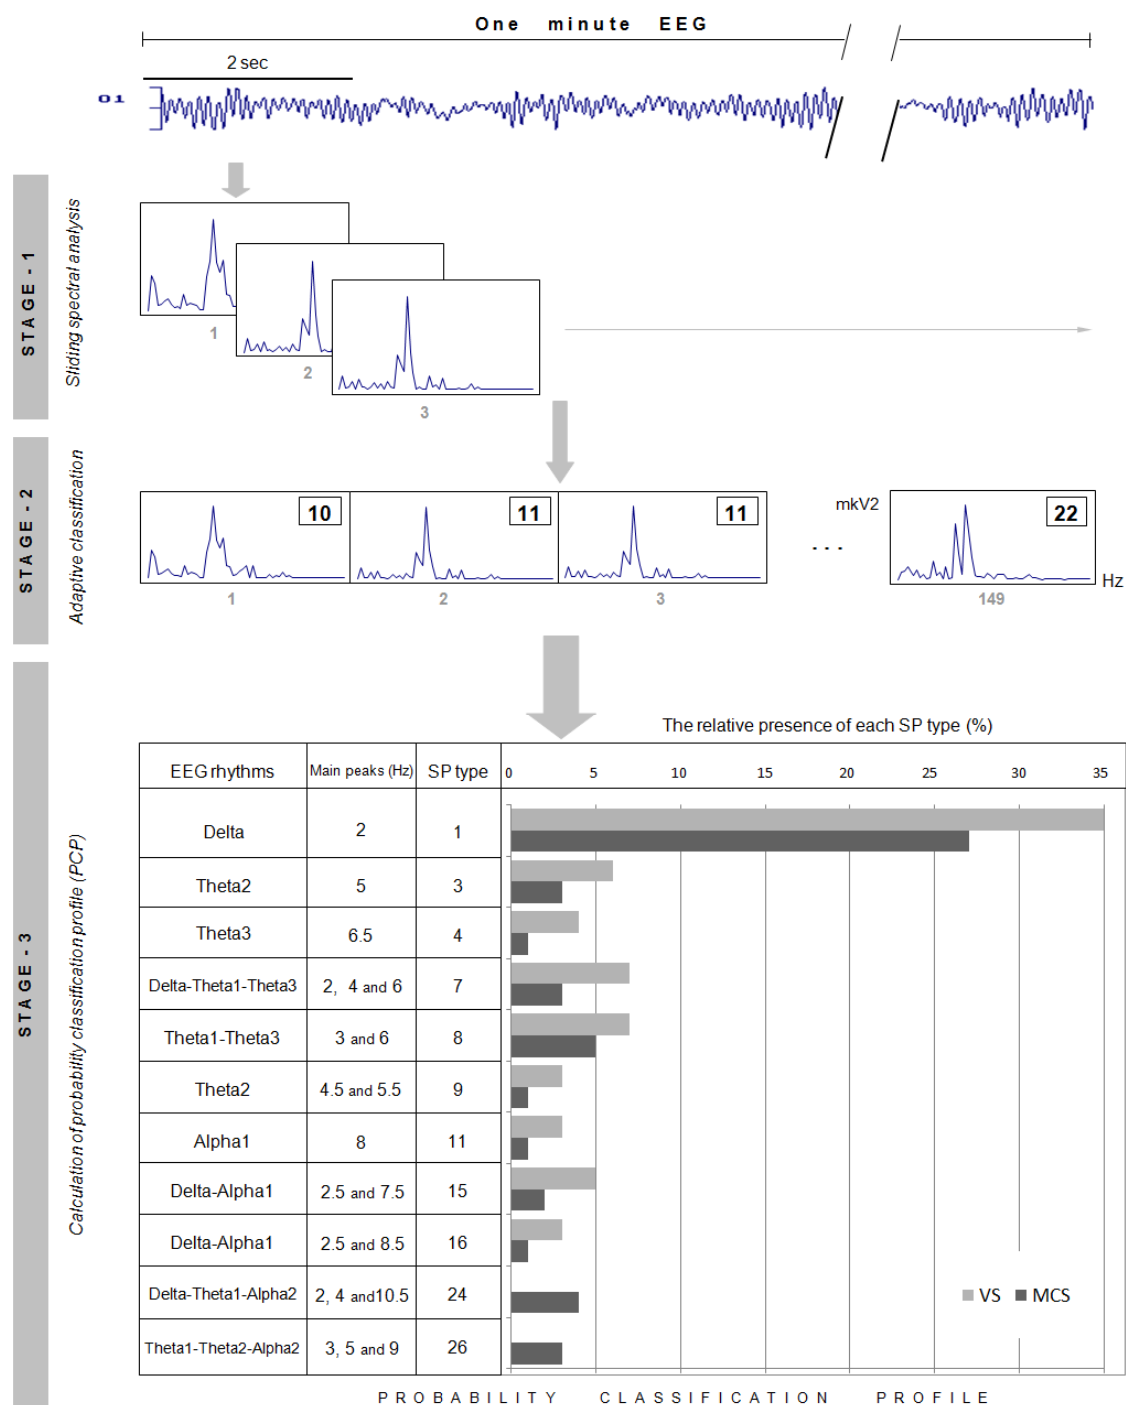 One minute EEG
2 sec
O1
STAGE - 1
Sliding spectral analysis
1
2
3
STAGE - 2
Adaptive classification
10
11
11
mkV2
...
22
Hz
1
2
3
149
STAGE - 3
Calculation of probability classification profile (PCP)
The relative presence of each SP type (%)
EEG rhythms Main peaks (Hz) SP type 0 5 10 15 20 25 30 35
Delta 2 1
Theta2 5 3
Theta3 6.5 4
Delta-Theta1-Theta3 2, 4 and 6 7
Theta1-Theta3 3 and 6 8
Theta2 4.5 and 5.5 9
Alpha1 8 11
Delta-Alpha1 2.5 and 7.5 15
Delta-Alpha1 2.5 and 8.5 16
Delta-Theta1-Alpha2 2, 4 and10.5 24
Theta1-Theta2-Alpha2 3, 5 and 9 26
VS MCS
PROBABILITY CLASSIFICATION PROFILE